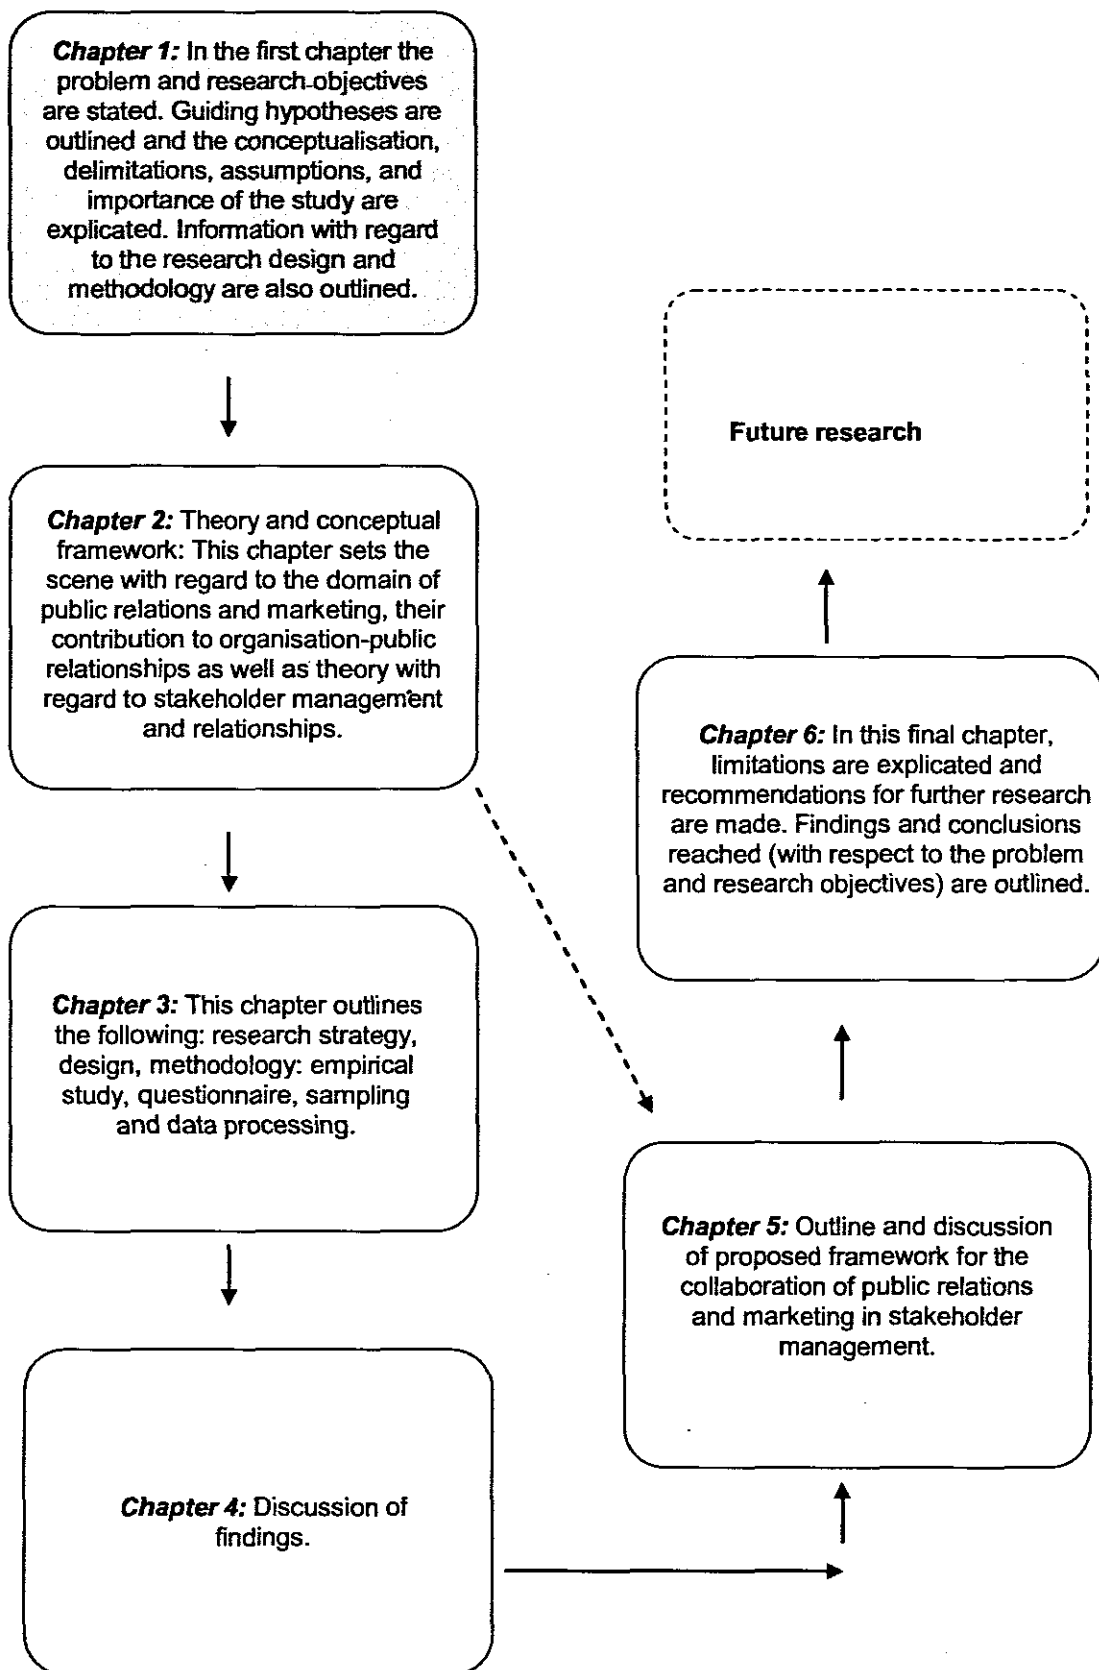 Chapter 1: In the first chapter the
problem and research-objectives
are stated. Guiding hypotheses are
outlined and the conceptualisation,
delimitations, assumptions, and
importance of the study are
explicated. Information with regard
to the research design and
methodology are also outlined.
Chapter 2: Theory and conceptual
framework: This chapter sets the
scene with regard to the domain of
public relations and marketing, their
contribution to organisation-public
relationships as well as theory with
regard to stakeholder management
and relationships.
Chapter 3: This chapter outlines
the following: research strategy,
design, methodology: empirical
study, questionnaire, sampling
and data processing.
Chapter 4: Discussion of
findings.
Chapter 5: Outline and discussion
of proposed framework for the
collaboration of public relations
and marketing in stakeholder
management.
Chapter 6: In this final chapter,
limitations are explicated and
recommendations for further research
are made. Findings and conclusions
reached (with respect to the problem
and research objectives) are outlined.
Future research